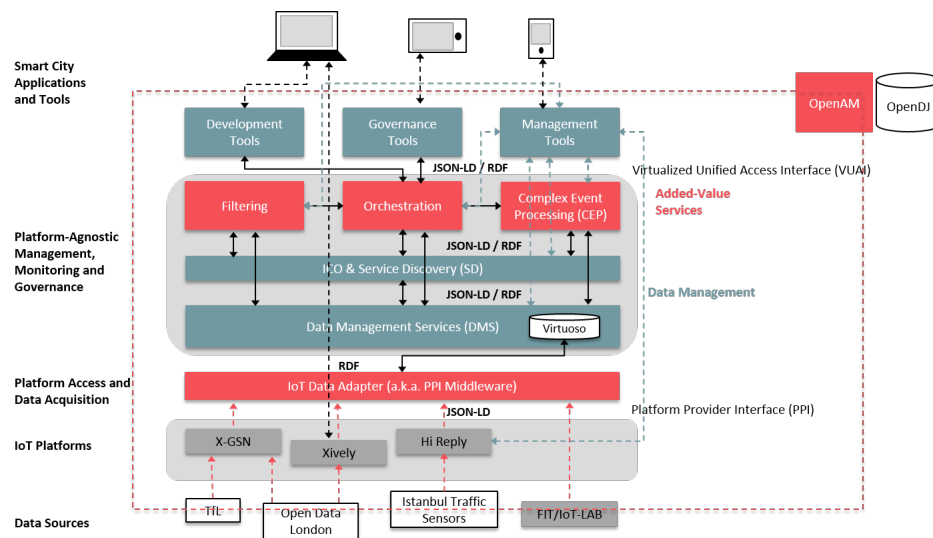 Smart City
Applications
and Tools
OpenAM
OpenDJ
Development
Tools
Governance
Tools
Management
Tools
JSON-LD / RDF
Virtualized Unified Access Interface (VUAI)
Added-Value
Services
Filtering
Orchestration
Complex Event
Processing (CEP)
Platform-Agnostic
Management,
Monitoring and
Governance
JSON-LD / RDF
ICO & Service Discovery (SD)
JSON-LD / RDF
Data Management
Data Management Services (DMS)
Virtuoso
RDF
Platform Access and
Data Acquisition
IoT Data Adapter (a.k.a. PPI Middleware)
JSON-LD
Platform Provider Interface (PPI)
IoT Platforms
X-GSN
Xively
Hi Reply
Data Sources
TfL
Open Data
London
Istanbul Traffic
Sensors
FIT/IoT-LAB